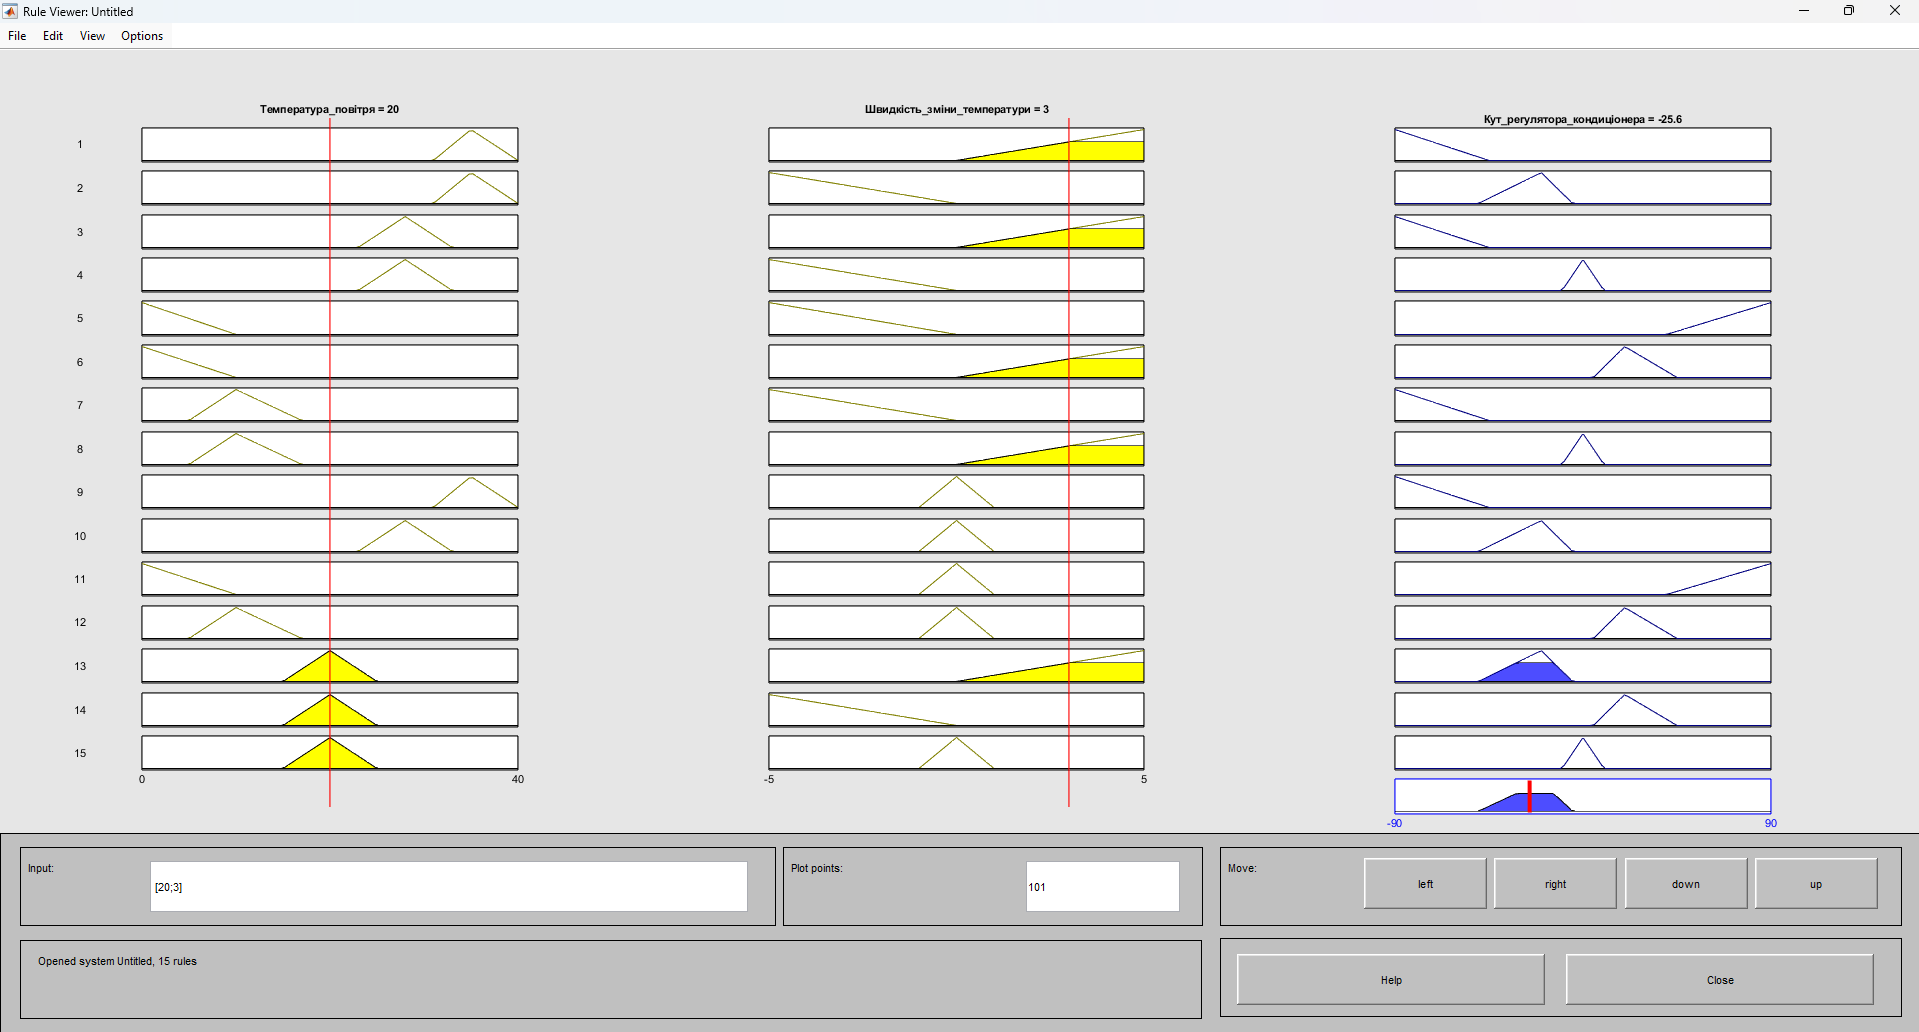 Rule Viewer: Untitled
File Edit View Options
Температура_повітря = 20
Швидкість_зміни_температури = 3
Кут_регулятора_кондиціонера = -25.6
1
2
3
4
5
6
7
8
9
10
11
12
13
14
15
0 40
-5 5
-90 90
Input:
[20;3]
Plot points:
101
Move:
left right down up
Opened system Untitled, 15 rules
Help Close